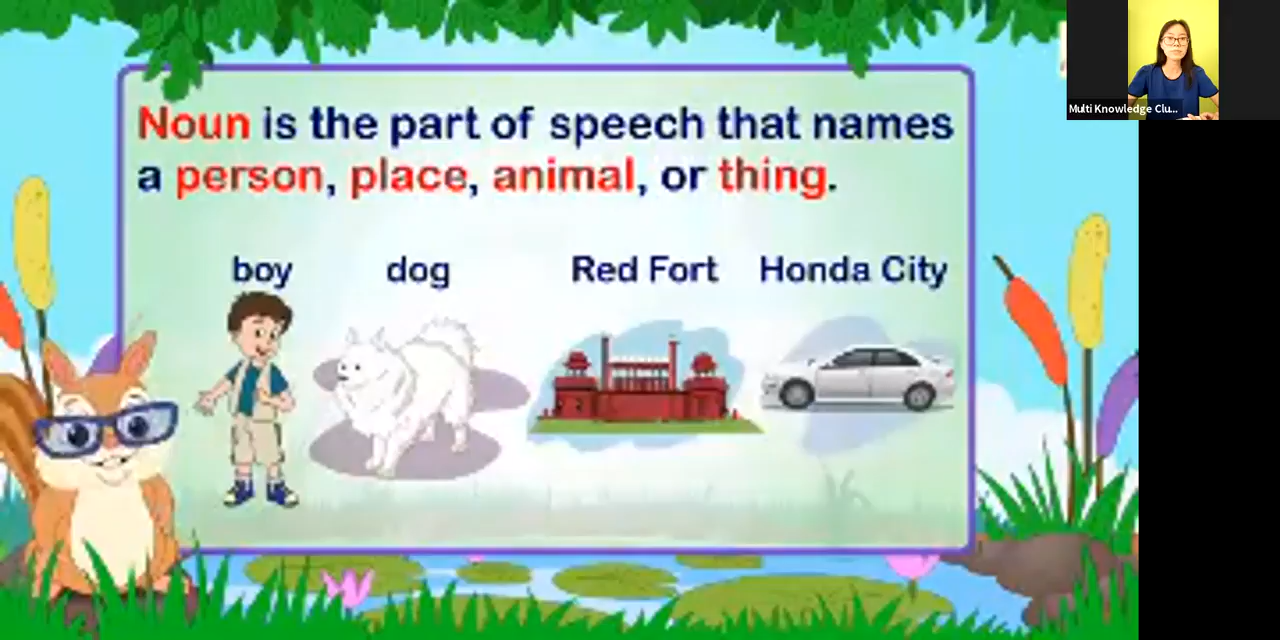 Noun is the part of speech that names
a person, place, animal, or thing.
boy dog Red Fort Honda City
Multi Knowledge Clu...